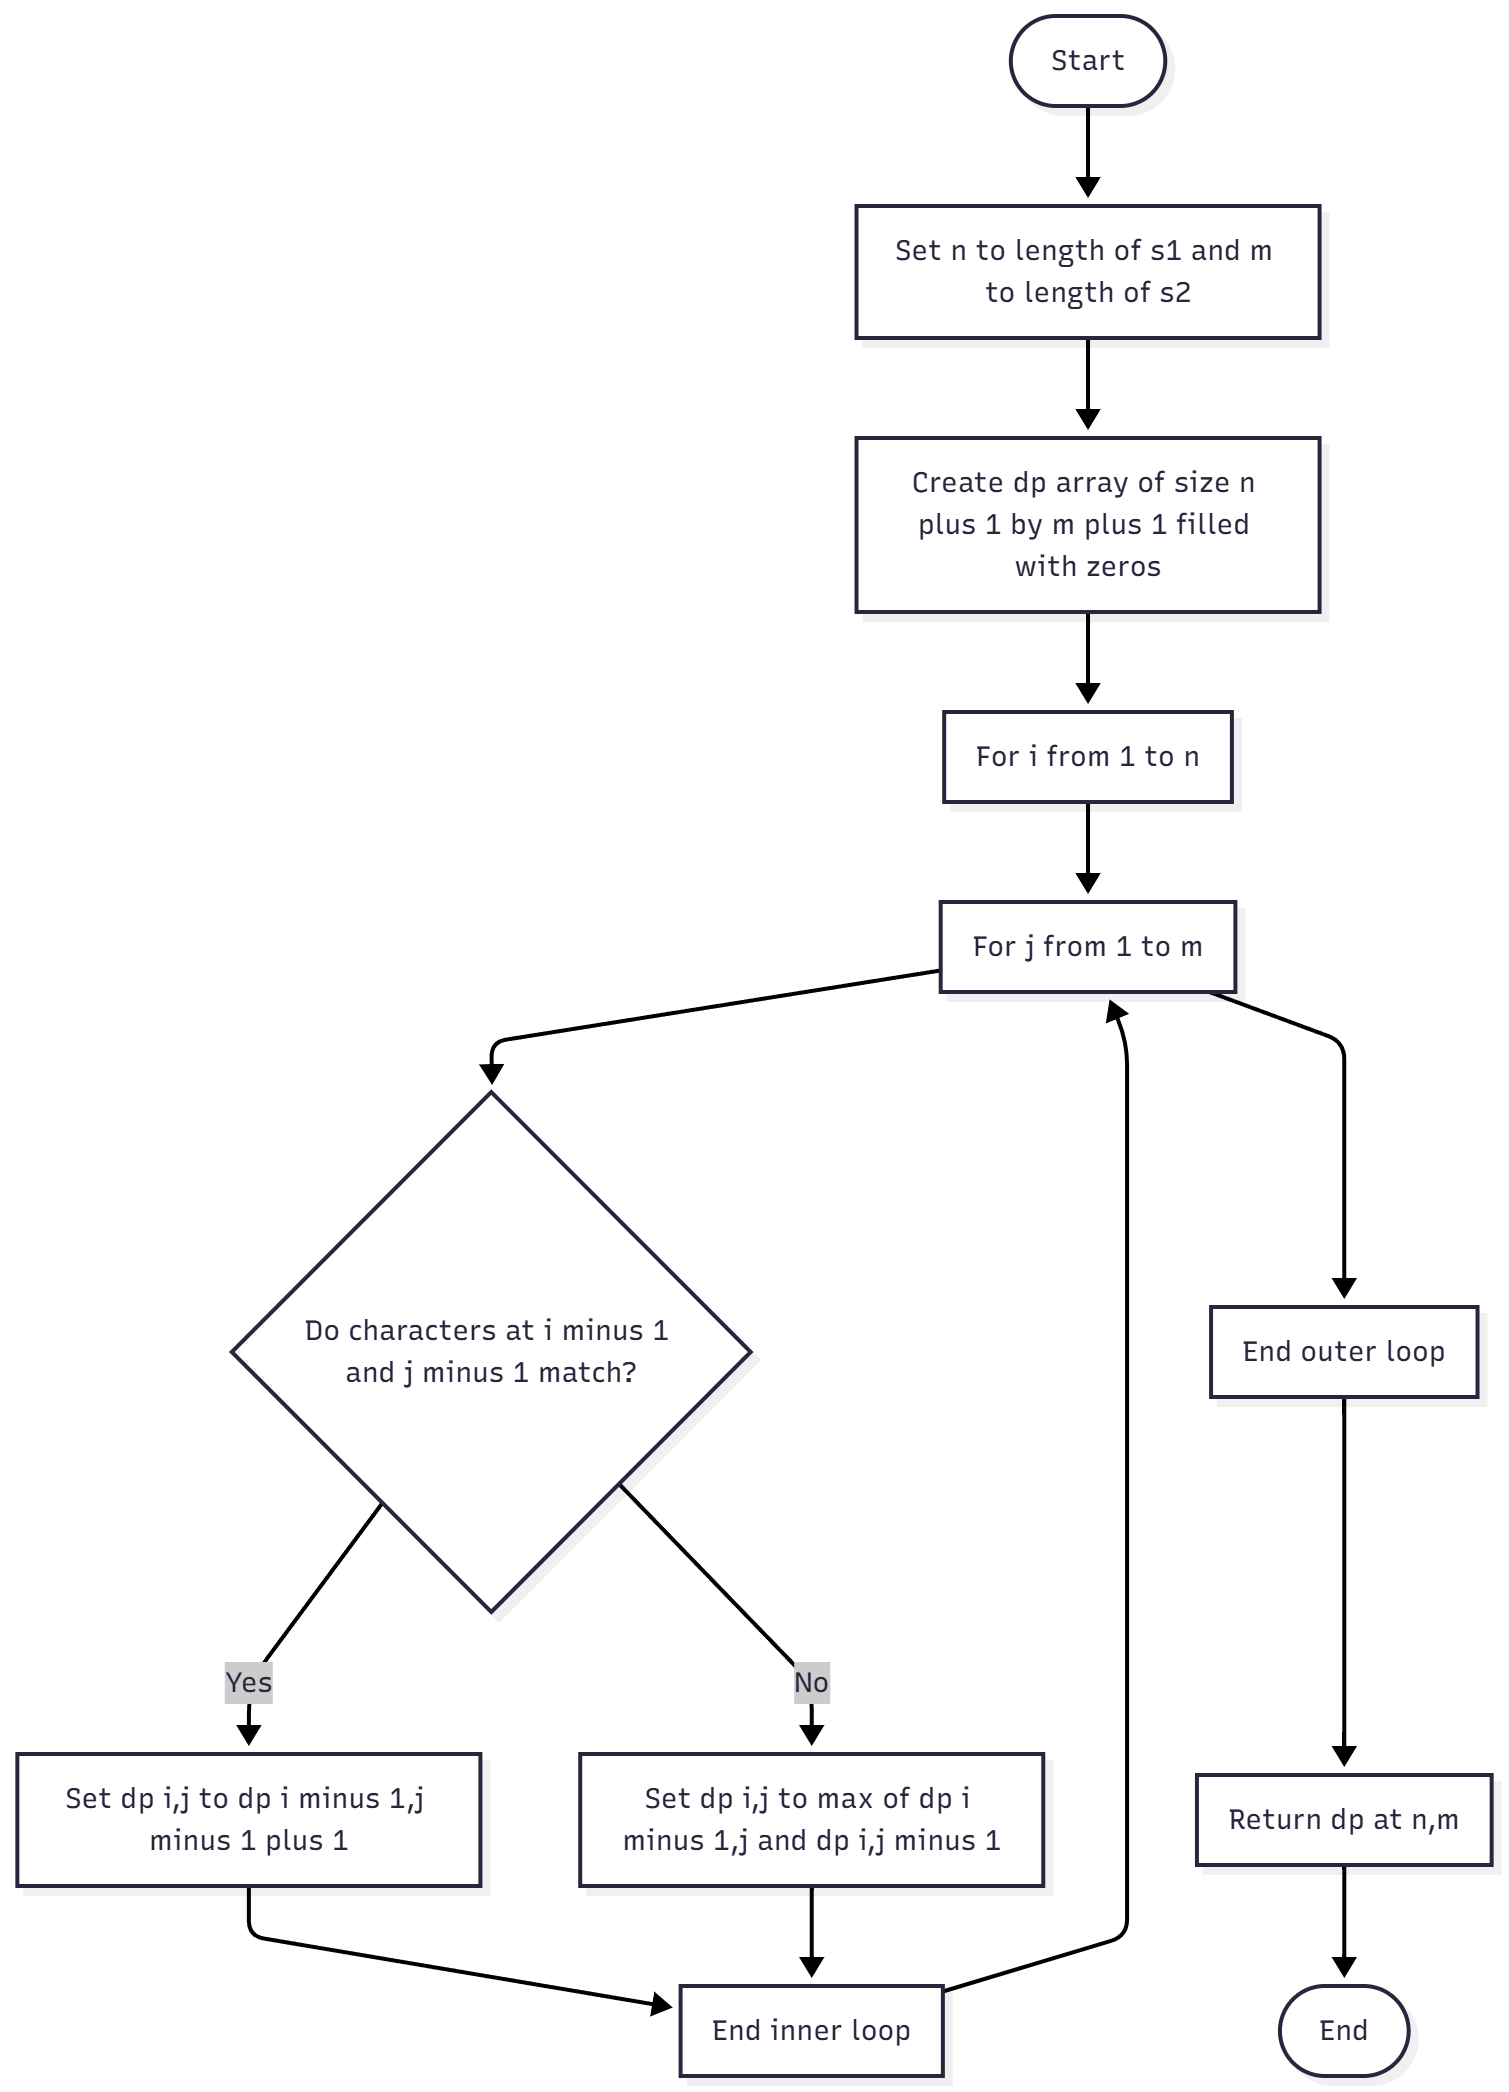 Start
Set n to length of s1 and m
to length of s2
Create dp array of size n
plus 1 by m plus 1 filled
with zeros
For i from 1 to n
For j from 1 to m
Do characters at i minus 1
and j minus 1 match?
End outer loop
Yes
No
Set dp i,j to dp i minus 1,j
minus 1 plus 1
Set dp i,j to max of dp i
minus 1,j and dp i,j minus 1
Return dp at n,m
End inner loop
End